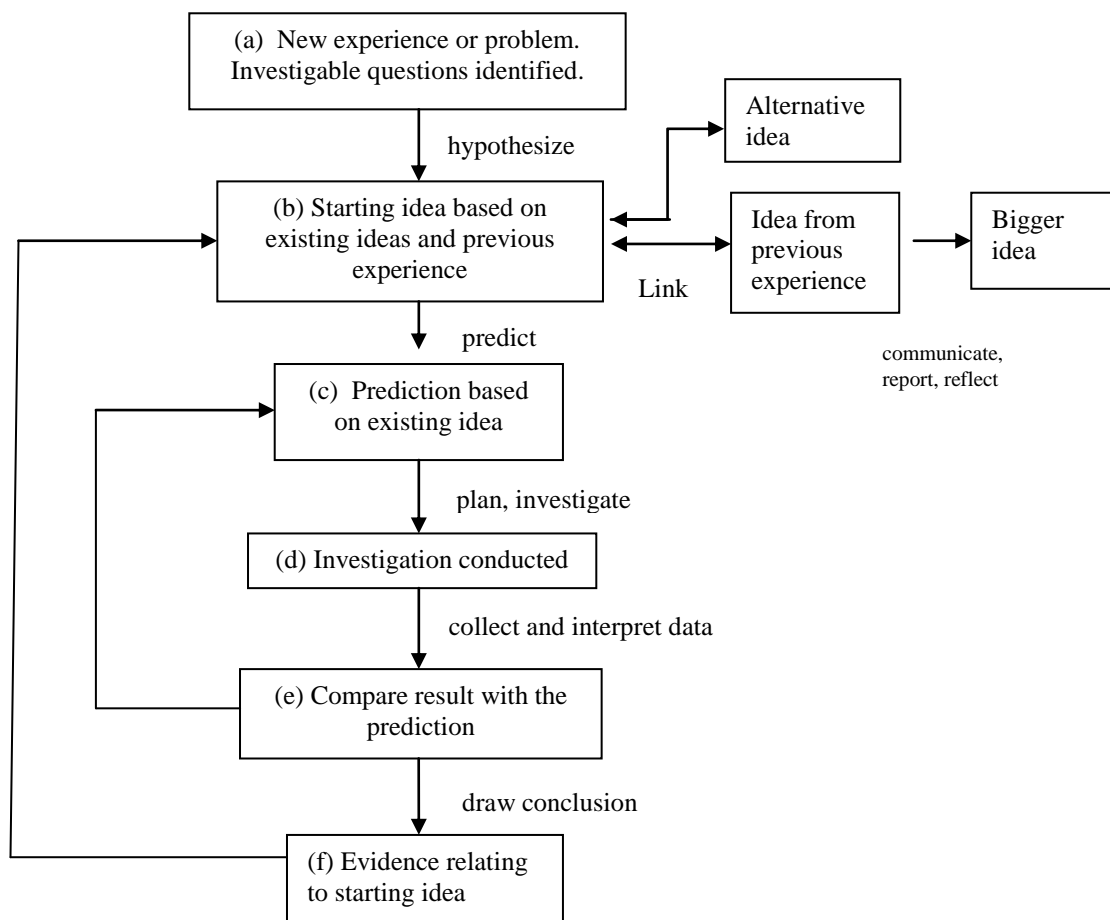 (a) New experience or problem.
Investigable questions identified.
hypothesize
Alternative
idea
(b) Starting idea based on
existing ideas and previous
experience
Idea from
previous
experience
Bigger
idea
Link
predict
communicate,
report, reflect
(c) Prediction based
on existing idea
plan, investigate
(d) Investigation conducted
collect and interpret data
(e) Compare result with the
prediction
draw conclusion
(f) Evidence relating
to starting idea